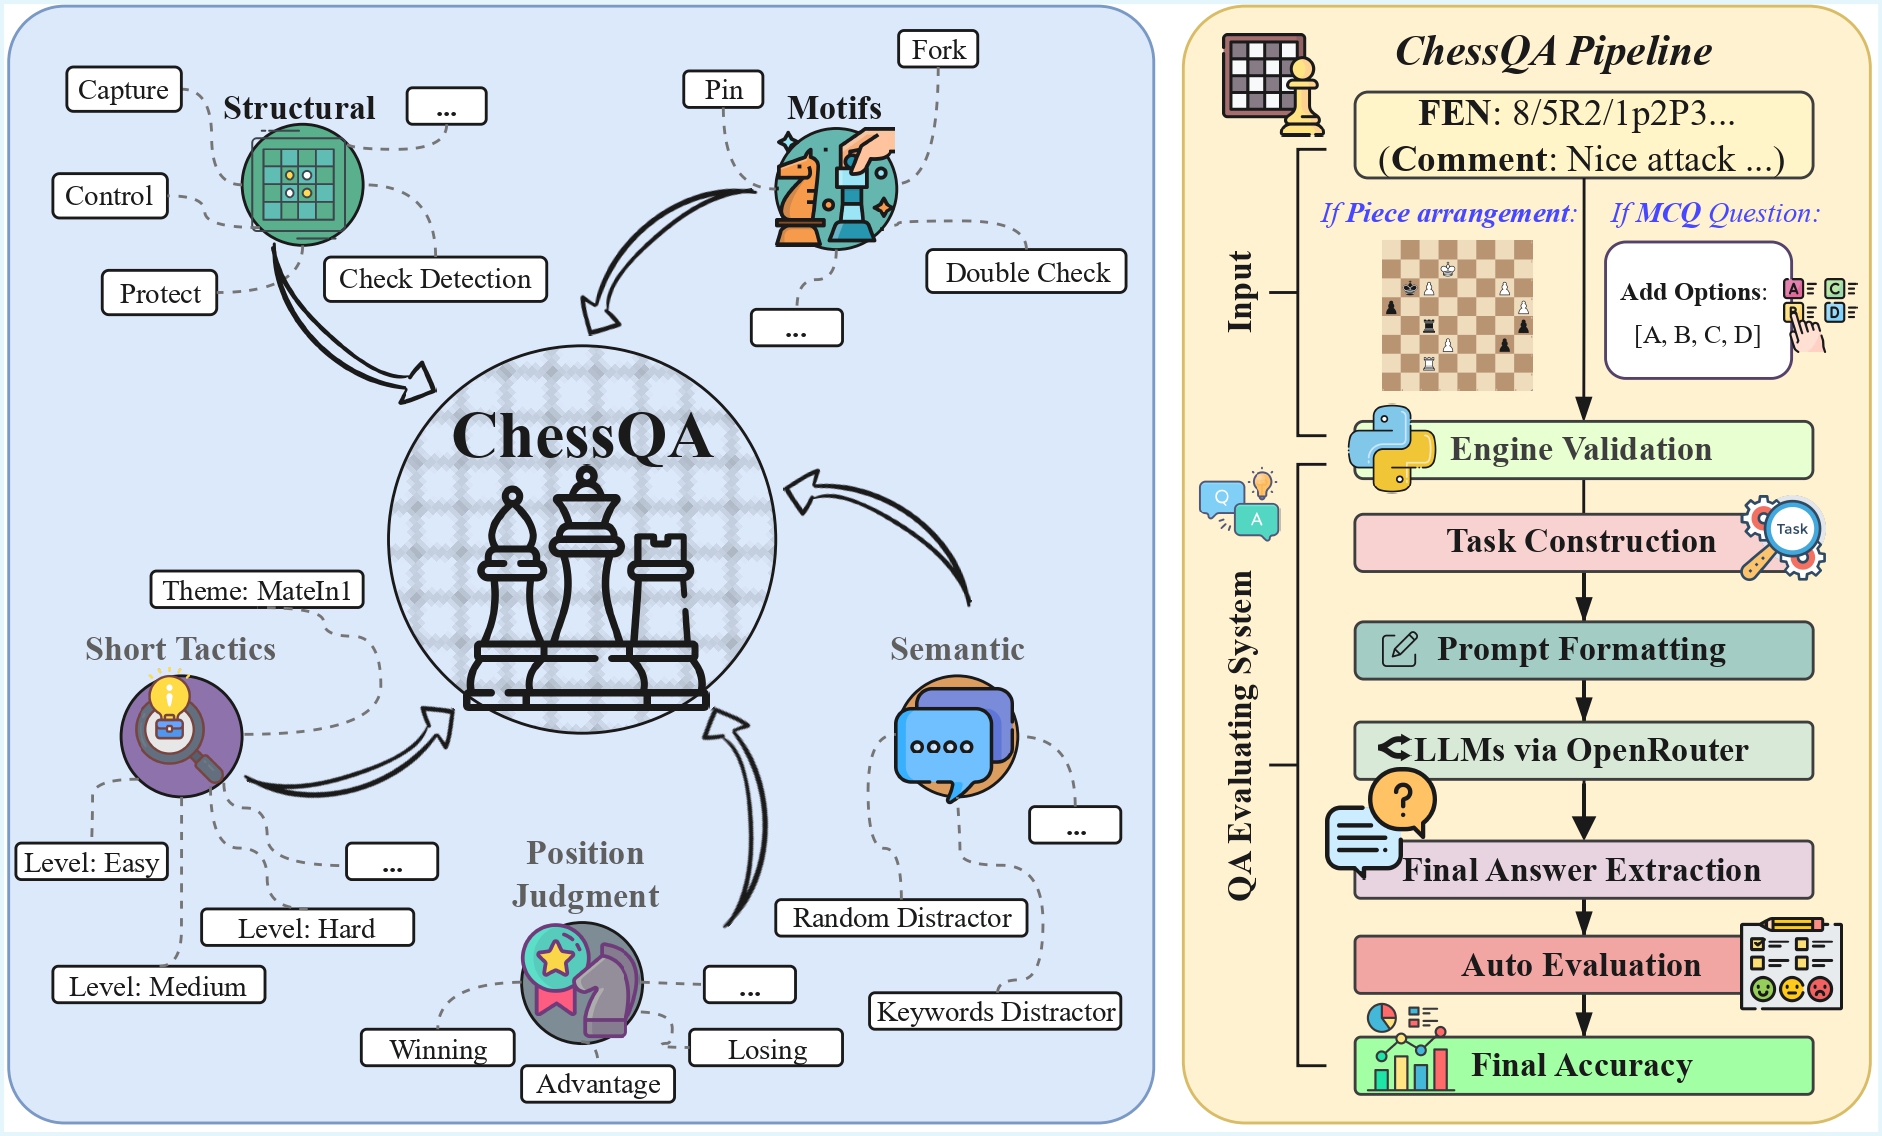 Capture
Structural
...
Control
Protect
Check Detection
Pin
Fork
Motifs
Double Check
...
ChessQA
Theme: MateIn1
Short Tactics
Level: Easy
...
Level: Hard
Level: Medium
Position
Judgment
...
Winning
Losing
Advantage
Semantic
...
Random Distractor
Keywords Distractor
ChessQA Pipeline
FEN: 8/5R2/1p2P3...
(Comment: Nice attack ...)
If Piece arrangement:
If MCQ Question:
Add Options:
[A, B, C, D]
A C
B D
Input
Engine Validation
Q
A
Task Construction
Task
Prompt Formatting
QA Evaluating System
LLMs via OpenRouter
?
Final Answer Extraction
Auto Evaluation
Final Accuracy